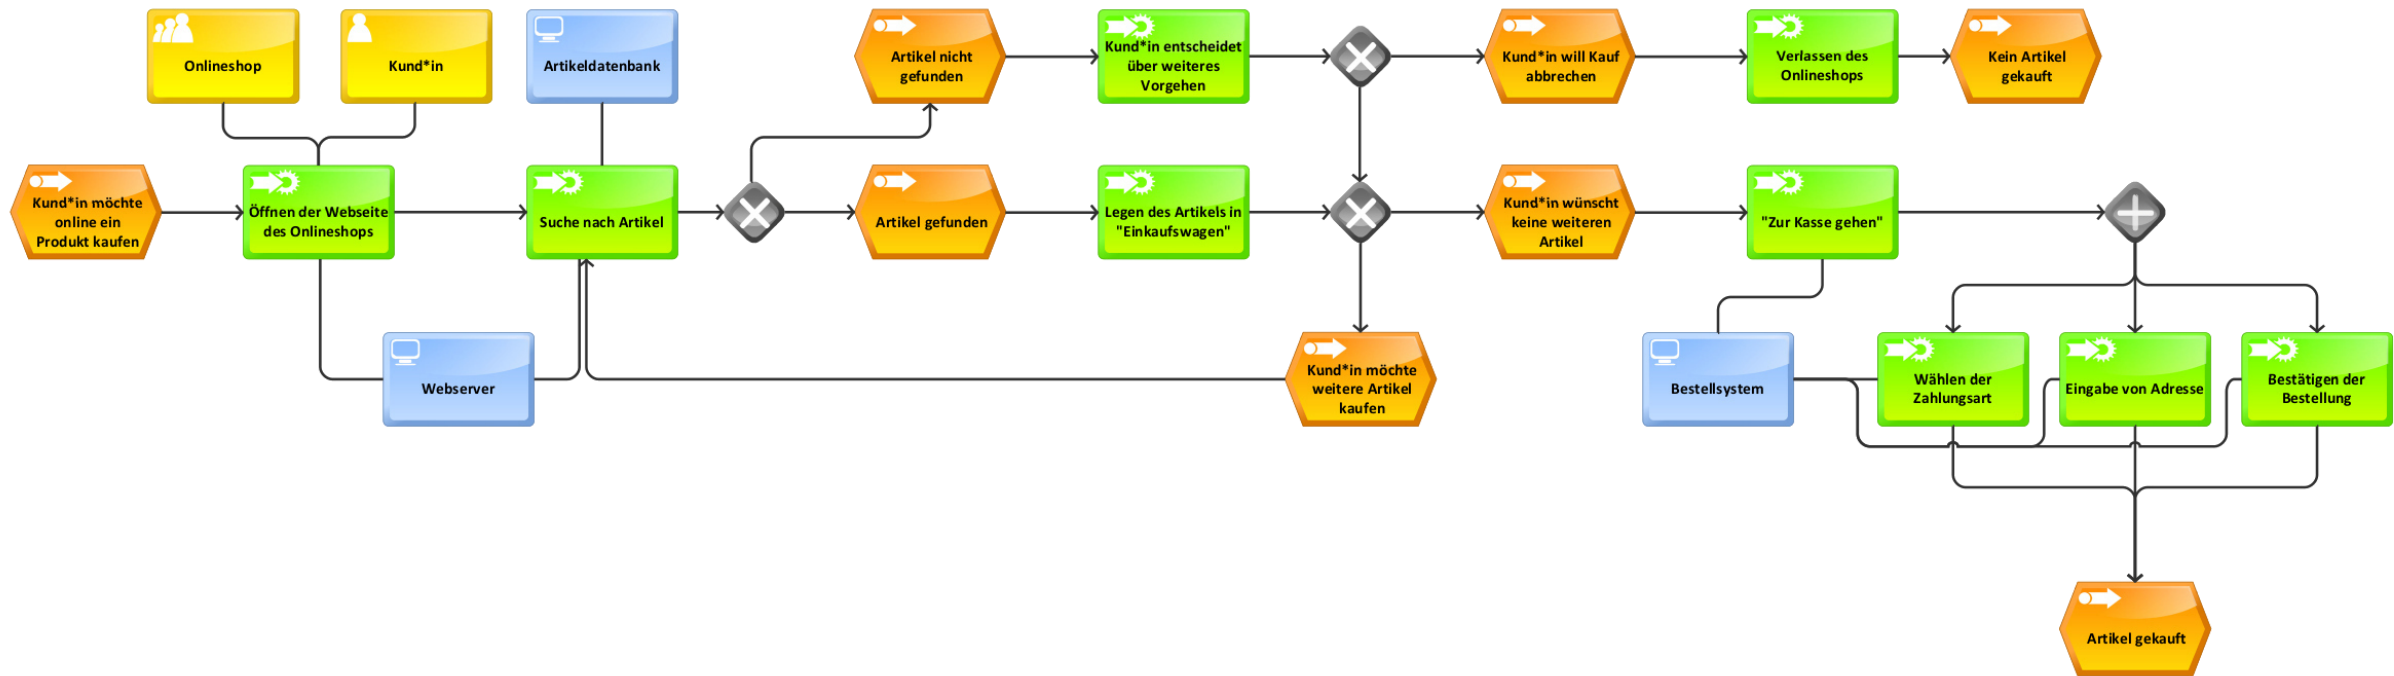 Onlineshop
Kund*in
Artikeldatenbank
Artikel nicht
gefunden
Kund*in entscheidet
über weiteres
Vorgehen
Kund*in will Kauf
abbrechen
Verlassen des
Onlineshops
Kein Artikel
gekauft
Kund*in möchte
online ein
Produkt kaufen
Öffnen der Webseite
des Onlineshops
Suche nach Artikel
Artikel gefunden
Legen des Artikels in
"Einkaufswagen"
Kund*in wünscht
keine weiteren
Artikel
"Zur Kasse gehen"
Webserver
Kund*in möchte
weitere Artikel
kaufen
Bestellsystem
Wählen der
Zahlungsart
Eingabe von Adresse
Bestätigen der
Bestellung
Artikel gekauft